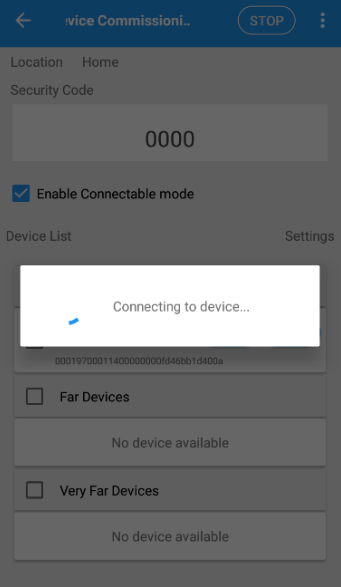 vice Commissioni.. STOP
Location Home
Security Code
0000
Enable Connectable mode
Device List Settings
Connecting to device...
00019700011400000000fd46bb1d400a
Far Devices
No device available
Very Far Devices
No device available